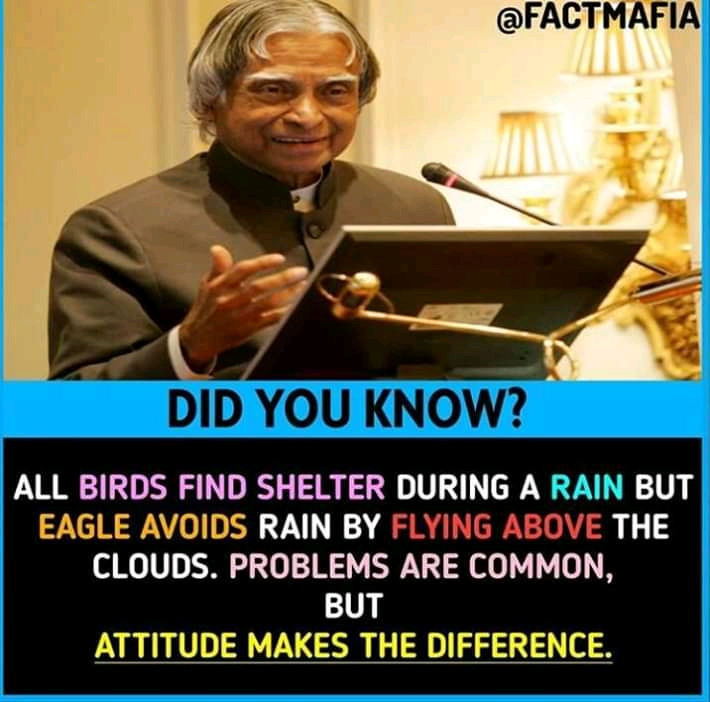 @FACTMAFIA
DID YOU KNOW?
ALL BIRDS FIND SHELTER DURING A RAIN BUT
EAGLE AVOIDS RAIN BY FLYING ABOVE THE
CLOUDS. PROBLEMS ARE COMMON,
BUT
ATTITUDE MAKES THE DIFFERENCE.